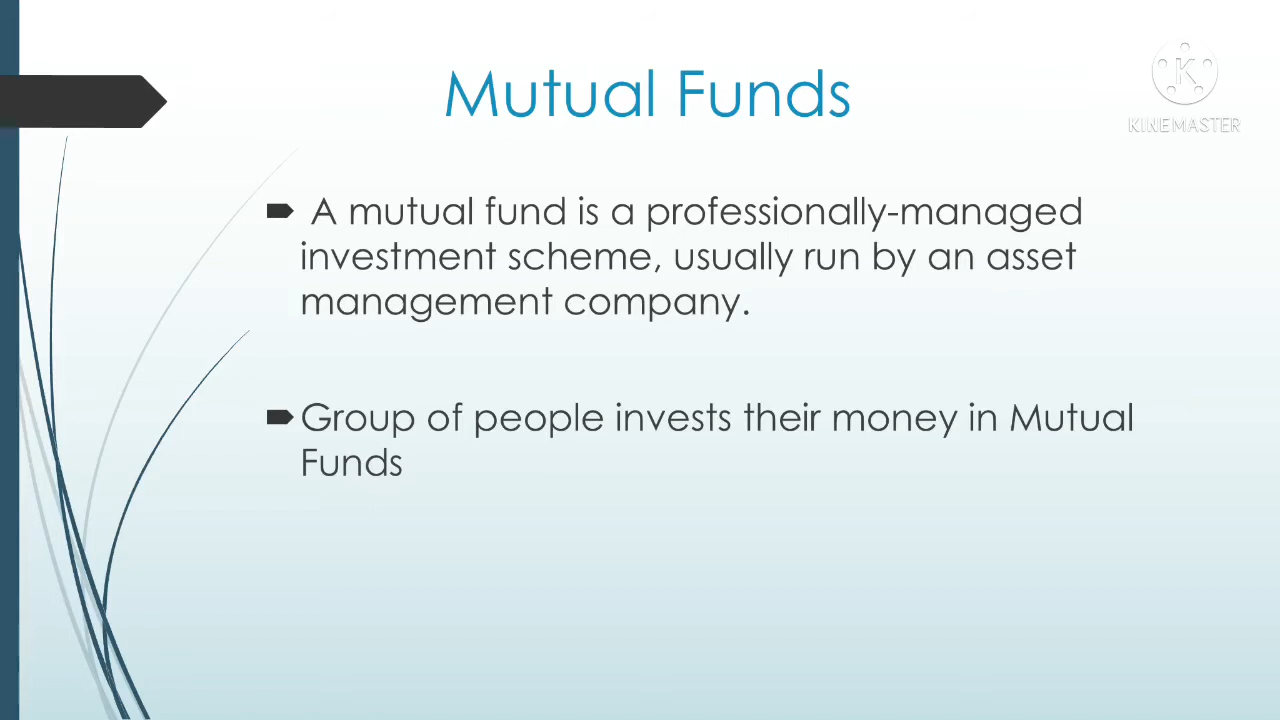 Mutual Funds
K
KINEMASTER
A mutual fund is a professionally-managed
investment scheme, usually run by an asset
management company.
Group of people invests their money in Mutual
Funds